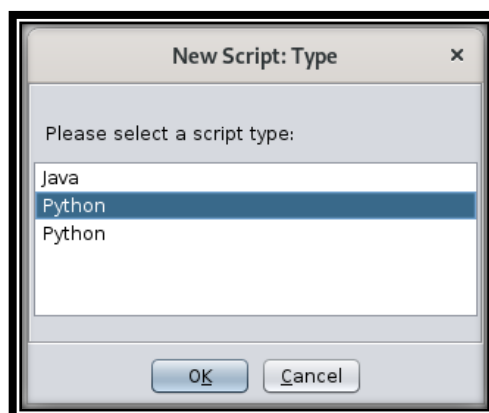 New Script: Type ×
Please select a script type:
Java
Python
Python
OK Cancel